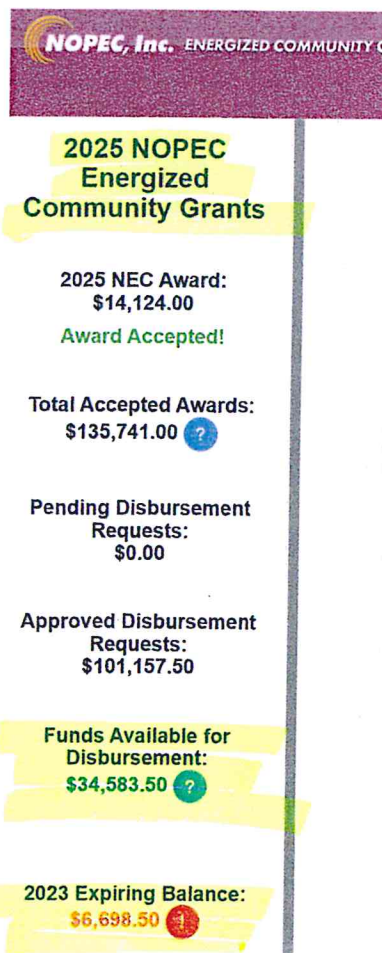 NOPEC, Inc. ENERGIZED COMMUNITY
2025 NOPEC
Energized
Community Grants
2025 NEC Award:
$14,124.00
Award Accepted!
Total Accepted Awards:
$135,741.00 ?
Pending Disbursement
Requests:
$0.00
Approved Disbursement
Requests:
$101,157.50
Funds Available for
Disbursement:
$34,583.50 ?
2023 Expiring Balance:
$6,698.50 !